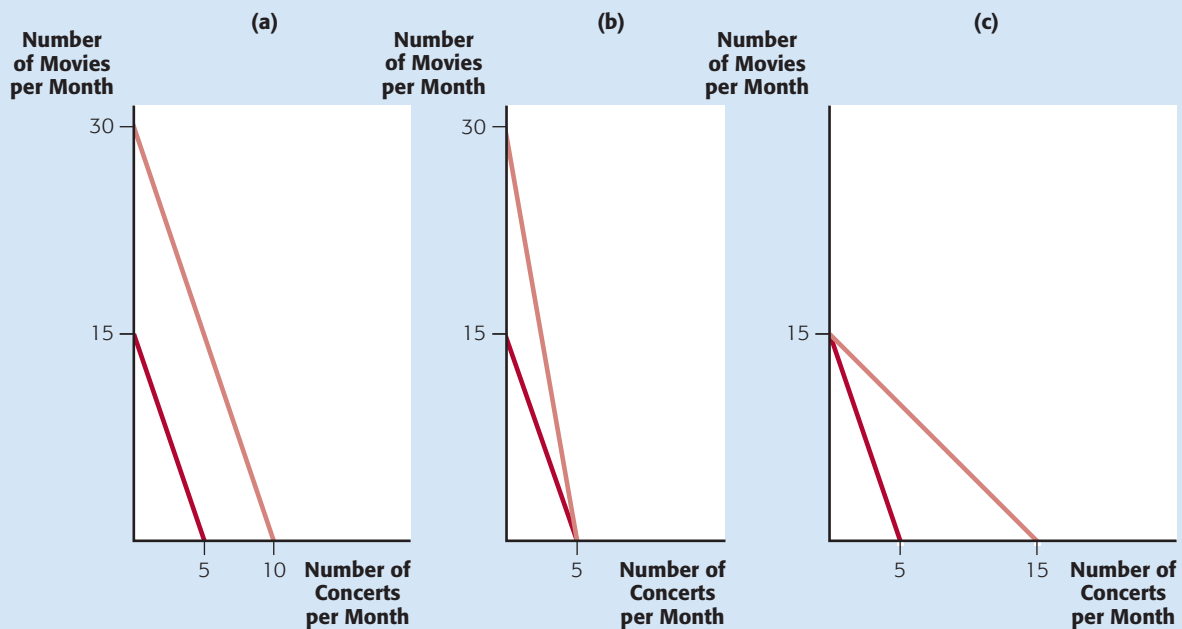 (a)
Number
of Movies
per Month
30
15
5
10
Number of
Concerts
per Month
(b)
Number
of Movies
per Month
30
15
5
Number of
Concerts
per Month
(c)
Number
of Movies
per Month
15
5
15
Number of
Concerts
per Month